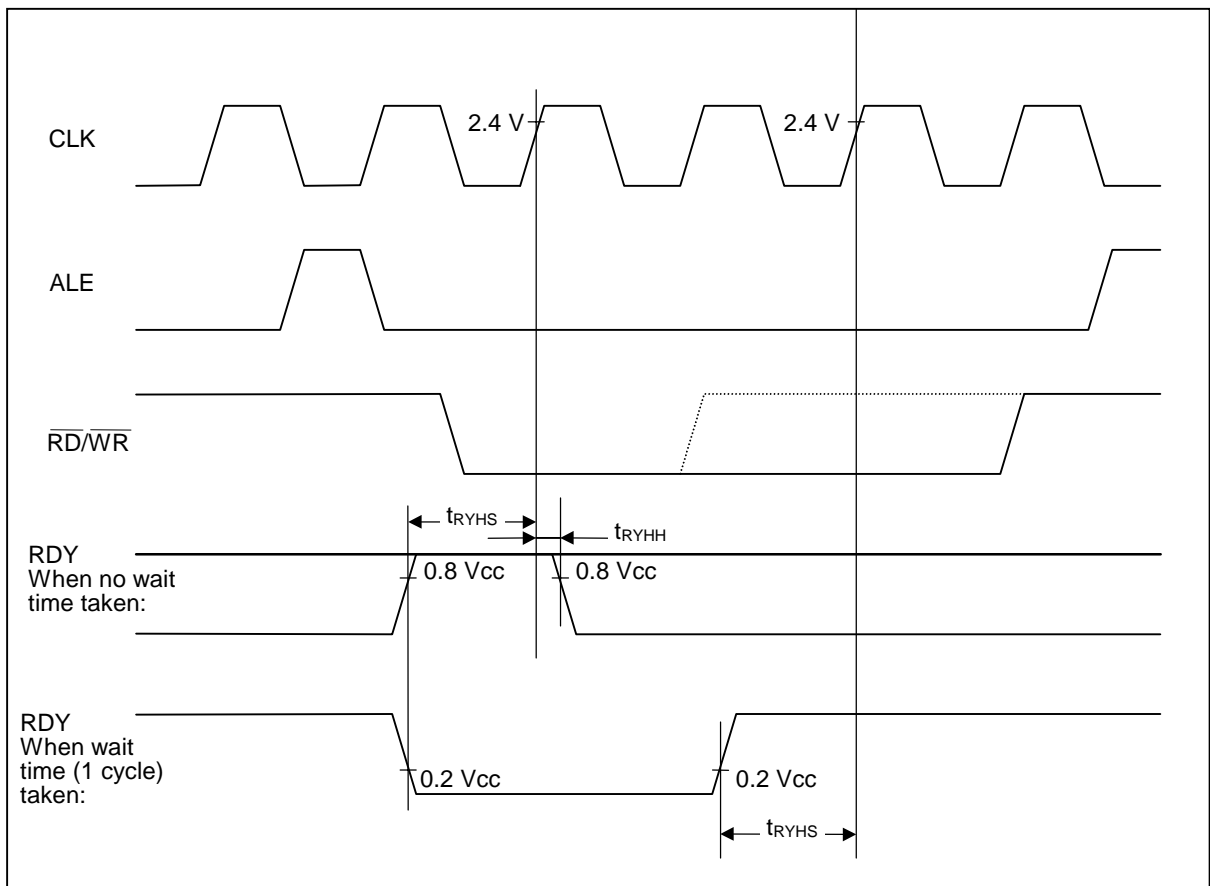 CLK
2.4 V
2.4 V
ALE
RD/WR
tRYHS
tRYHH
RDY
When no wait
time taken:
0.8 Vcc
0.8 Vcc
RDY
When wait
time (1 cycle)
taken:
0.2 Vcc
0.2 Vcc
tRYHS